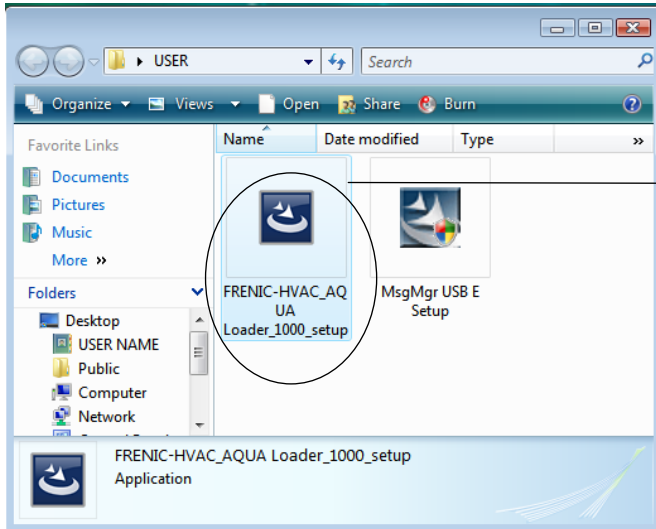 USER
Search
Organize Views Open Share Burn
Favorite Links
Documents
Pictures
Music
More »
Folders
Desktop
USER NAME
Public
Computer
Network
Name Date modified Type »
FRENIC-HVAC_AQ
UA
Loader_1000_setup
MsgMgr USB E
Setup
FRENIC-HVAC_AQUA Loader_1000_setup
Application